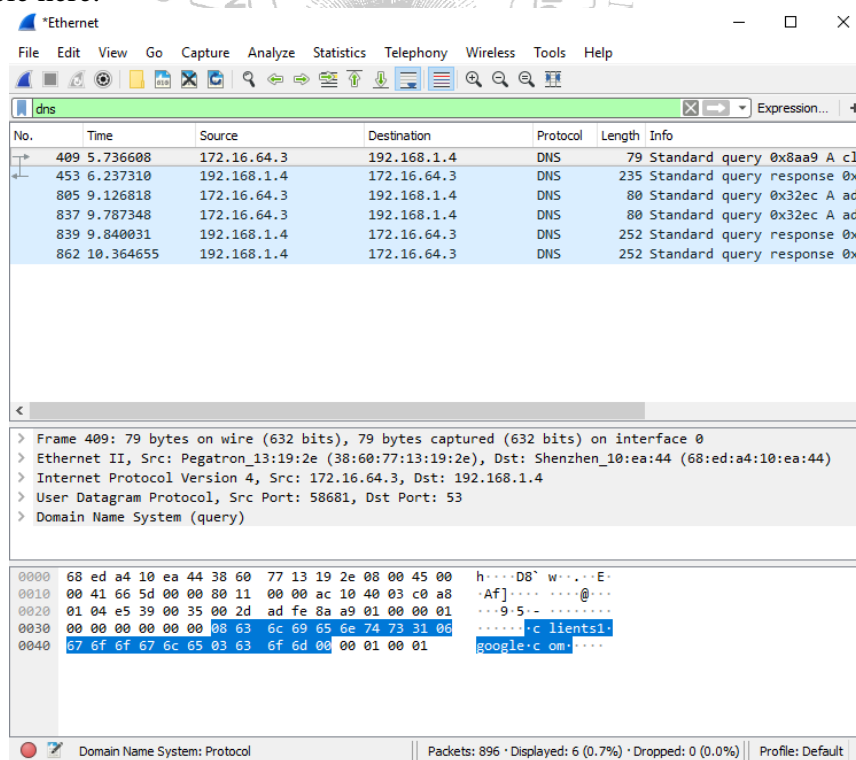 *Ethernet
File Edit View Go Capture Analyze Statistics Telephony Wireless Tools Help
dns Expression...
No. Time Source Destination Protocol Length Info
409 5.736608 172.16.64.3 192.168.1.4 DNS 79 Standard query 0x8aa9 A cl
453 6.237310 192.168.1.4 172.16.64.3 DNS 235 Standard query response 0x
805 9.126818 172.16.64.3 192.168.1.4 DNS 80 Standard query 0x32ec A ad
837 9.787348 172.16.64.3 192.168.1.4 DNS 80 Standard query 0x32ec A ad
839 9.840031 192.168.1.4 172.16.64.3 DNS 252 Standard query response 0x
862 10.364655 192.168.1.4 172.16.64.3 DNS 252 Standard query response 0x
> Frame 409: 79 bytes on wire (632 bits), 79 bytes captured (632 bits) on interface 0
> Ethernet II, Src: Pegatron_13:19:2e (38:60:77:13:19:2e), Dst: Shenzhen_10:ea:44 (68:ed:a4:10:ea:44)
> Internet Protocol Version 4, Src: 172.16.64.3, Dst: 192.168.1.4
> User Datagram Protocol, Src Port: 58681, Dst Port: 53
> Domain Name System (query)
0000 68 ed a4 10 ea 44 38 60 77 13 19 2e 08 00 45 00 h····D8` w··.··E·
0010 00 41 66 5d 00 00 80 11 00 00 ac 10 40 03 c0 a8 ·Af]···· ····@···
0020 01 04 e5 39 00 35 00 2d ad fe 8a a9 01 00 00 01 ···9·5·- ········
0030 00 00 00 00 00 00 08 63 6c 69 65 6e 74 73 31 06 ·······c lients1·
0040 67 6f 6f 67 6c 65 03 63 6f 6d 00 00 01 00 01 google·c om·····
Domain Name System: Protocol Packets: 896 · Displayed: 6 (0.7%) · Dropped: 0 (0.0%) Profile: Default